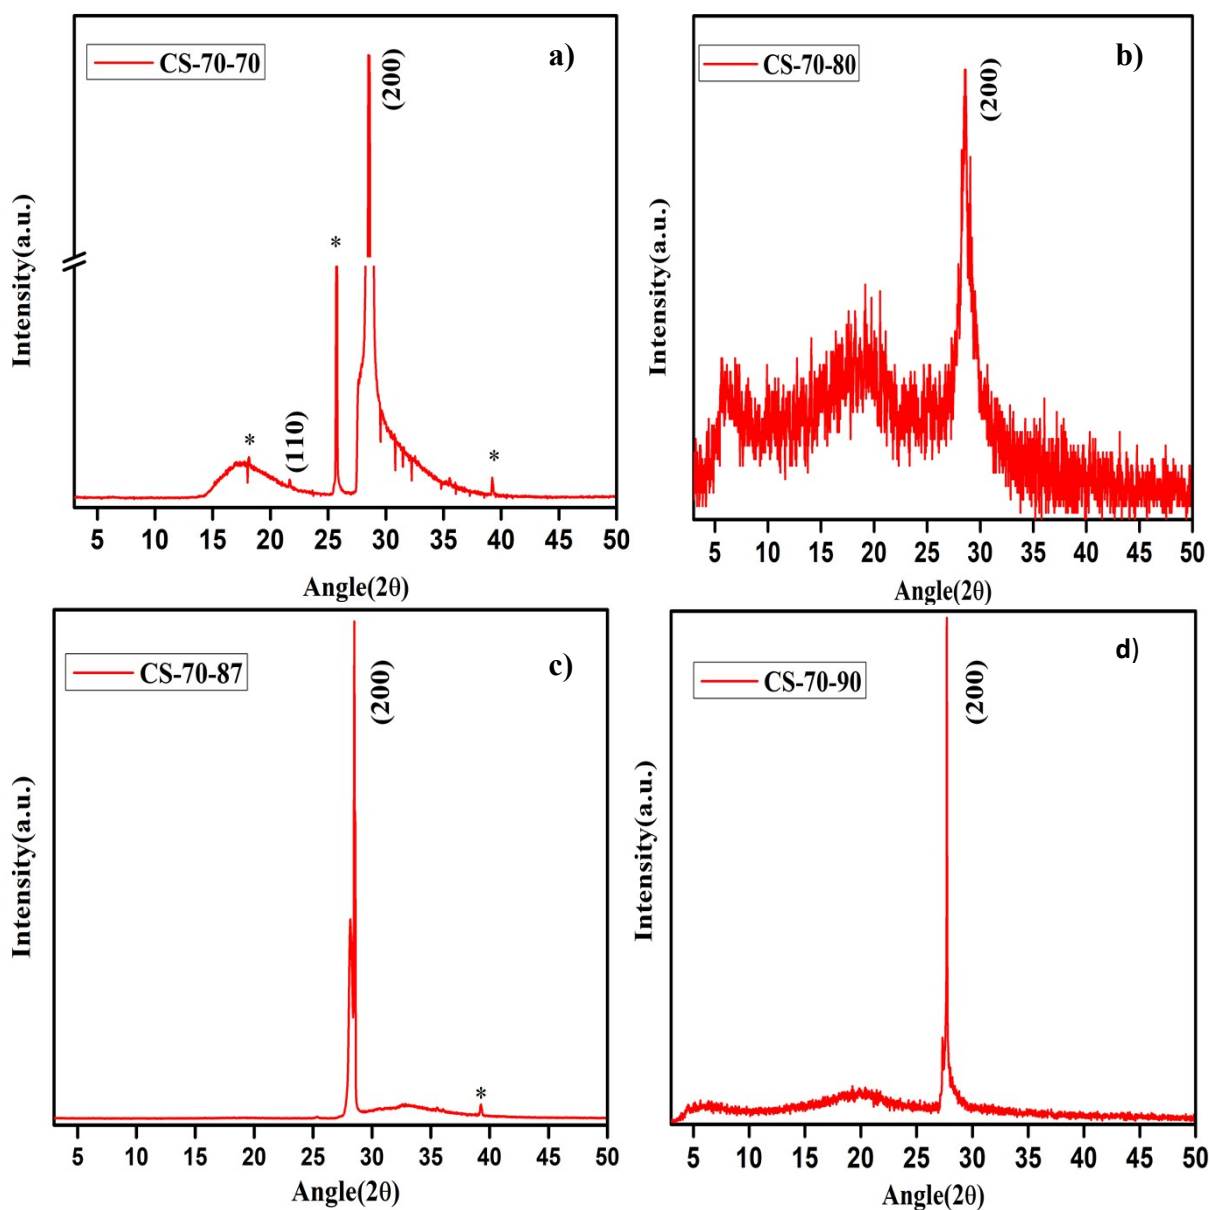 CS-70-70
a)
(200)
*
*
(110)
*
Intensity(a.u.)
5 10 15 20 25 30 35 40 45 50
Angle(2θ)
CS-70-80
b)
(200)
Intensity(a.u.)
5 10 15 20 25 30 35 40 45 50
Angle(2θ)
CS-70-87
c)
(200)
*
Intensity(a.u.)
5 10 15 20 25 30 35 40 45 50
Angle(2θ)
CS-70-90
d)
(200)
Intensity(a.u.)
5 10 15 20 25 30 35 40 45 50
Angle(2θ)